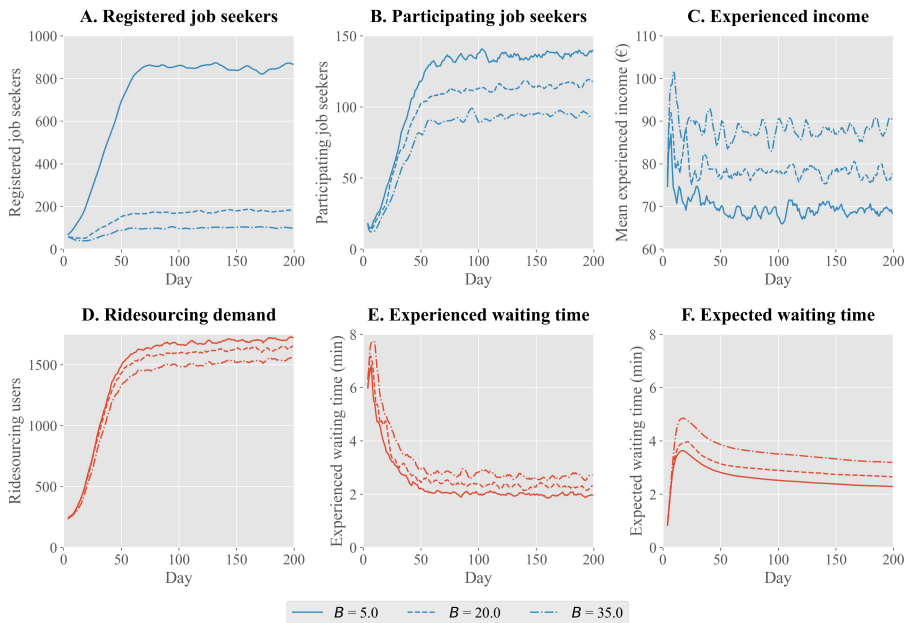 A. Registered job seekers
B. Participating job seekers
C. Experienced income
Registered job seekers
1000
800
600
400
200
0
0 50 100 150 200
Day
Participating job seekers
150
100
50
0
0 50 100 150 200
Day
Mean experienced income (€)
110
100
90
80
70
60
0 50 100 150 200
Day
D. Ridesourcing demand
E. Experienced waiting time
F. Expected waiting time
Ridesourcing users
1500
1000
500
0
0 50 100 150 200
Day
Experienced waiting time (min)
8
6
4
2
0
0 50 100 150 200
Day
Expected waiting time (min)
8
6
4
2
0
0 50 100 150 200
Day
B = 5.0 B = 20.0 B = 35.0